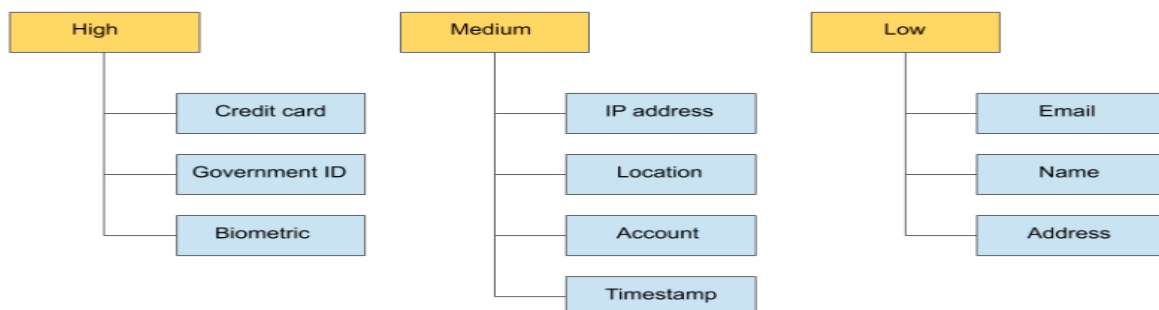 High
Credit card
Government ID
Biometric
Medium
IP address
Location
Account
Timestamp
Low
Email
Name
Address